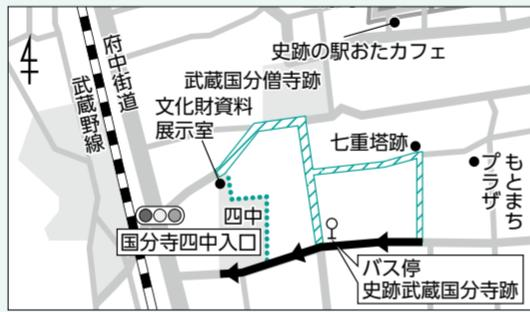 史跡の駅おたカフェ
府中街道
武蔵野線
武蔵国分僧寺跡
文化財資料
展示室
七重塔跡
もとまち
プラザ
四中
国分寺四中入口
バス停
史跡武蔵国分寺跡